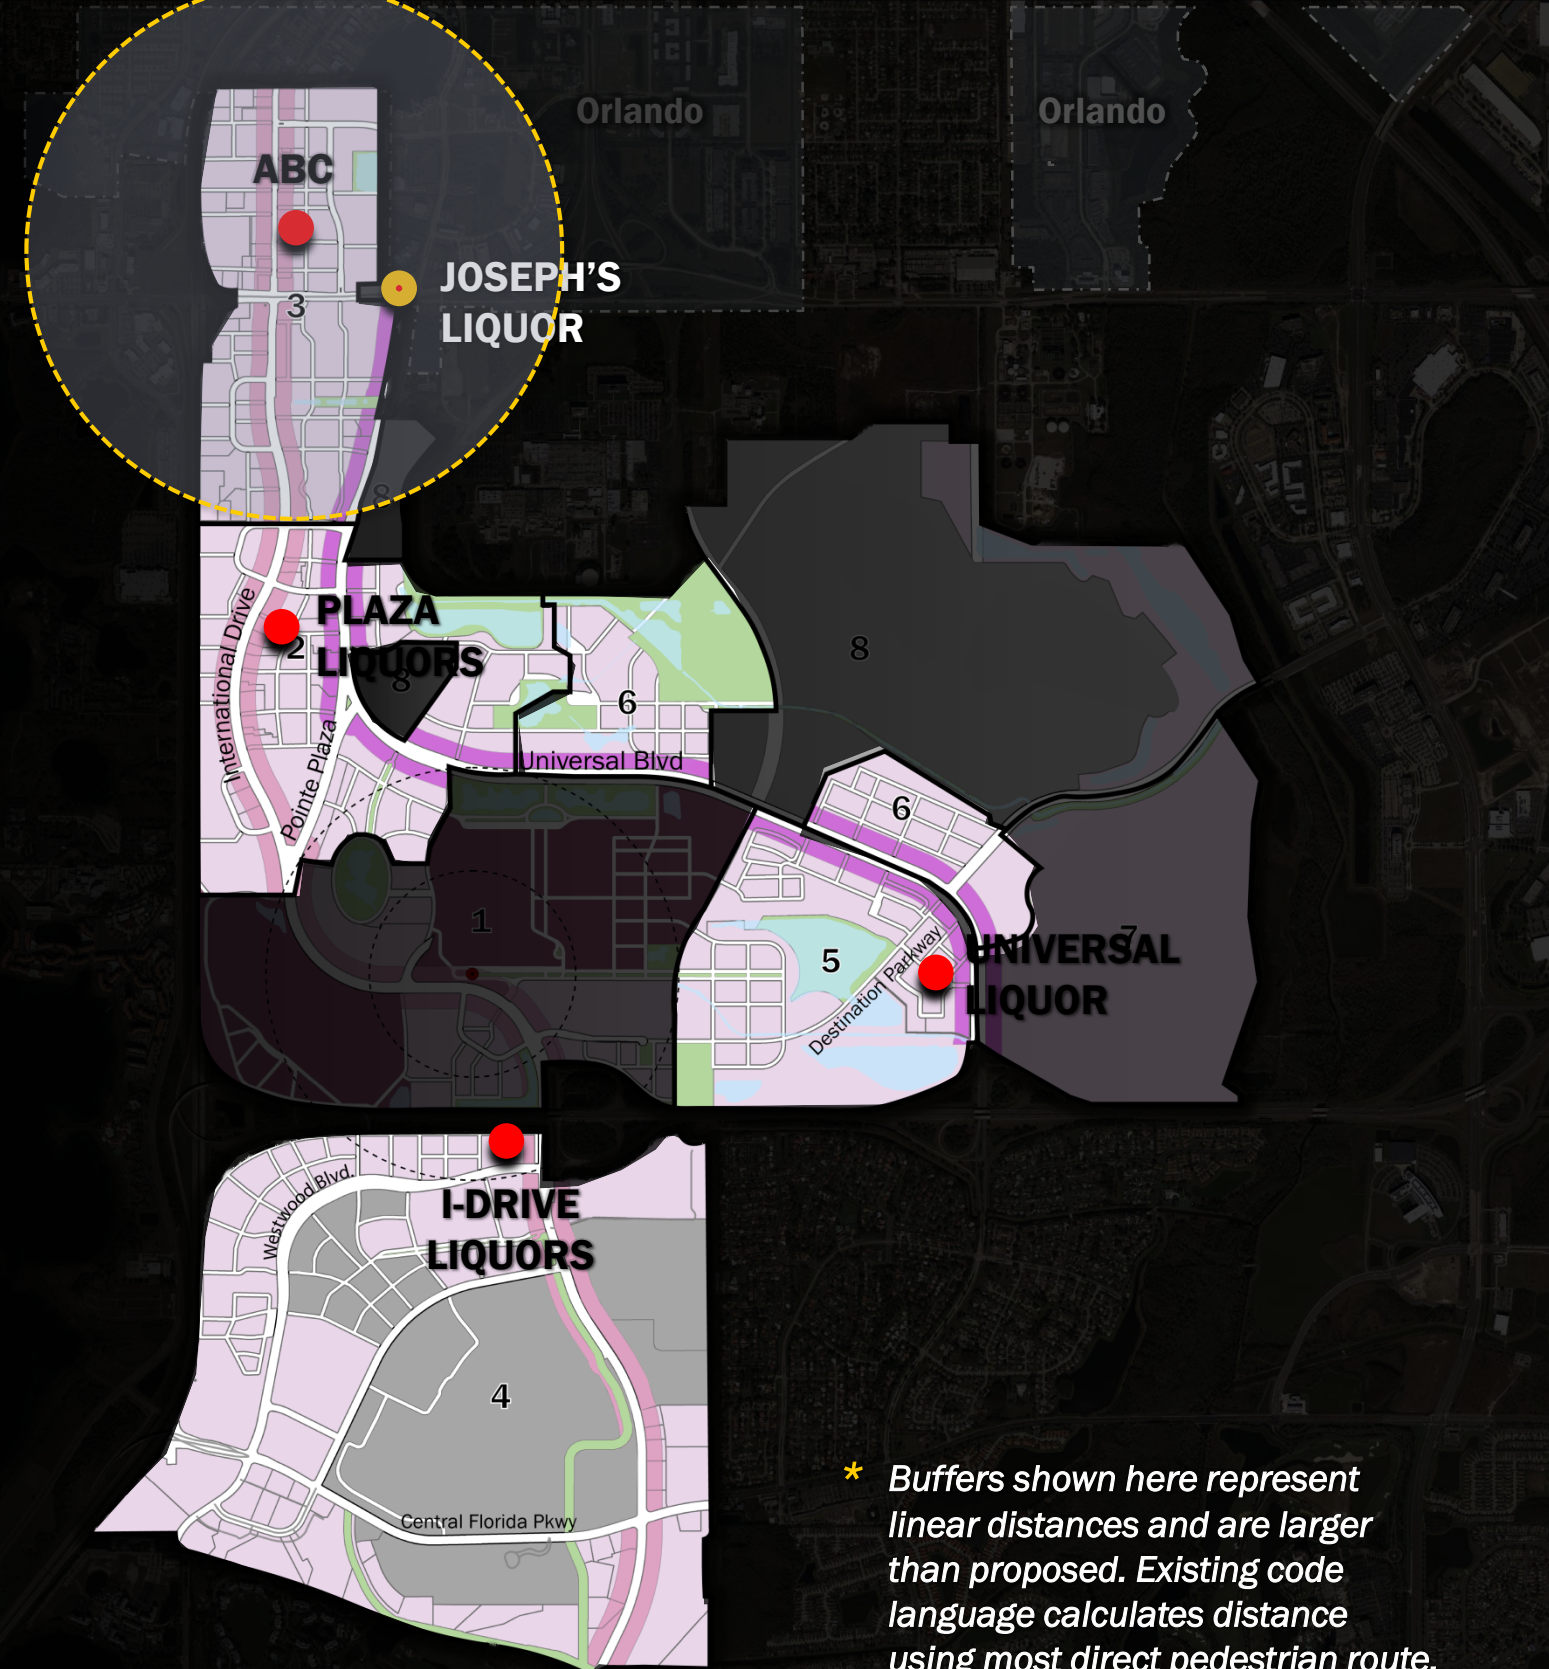 Orlando
Orlando
ABC
JOSEPH'S
LIQUOR
3
8
PLAZA
LIQUORS
2
8
International Drive
Pointe Plaza
6
8
Universal Blvd
6
1
5
Destination Parkway
7
UNIVERSAL
LIQUOR
I-DRIVE
LIQUORS
Westwood Blvd.
4
Central Florida Pkwy
* Buffers shown here represent
linear distances and are larger
than proposed. Existing code
language calculates distance
using most direct pedestrian route.